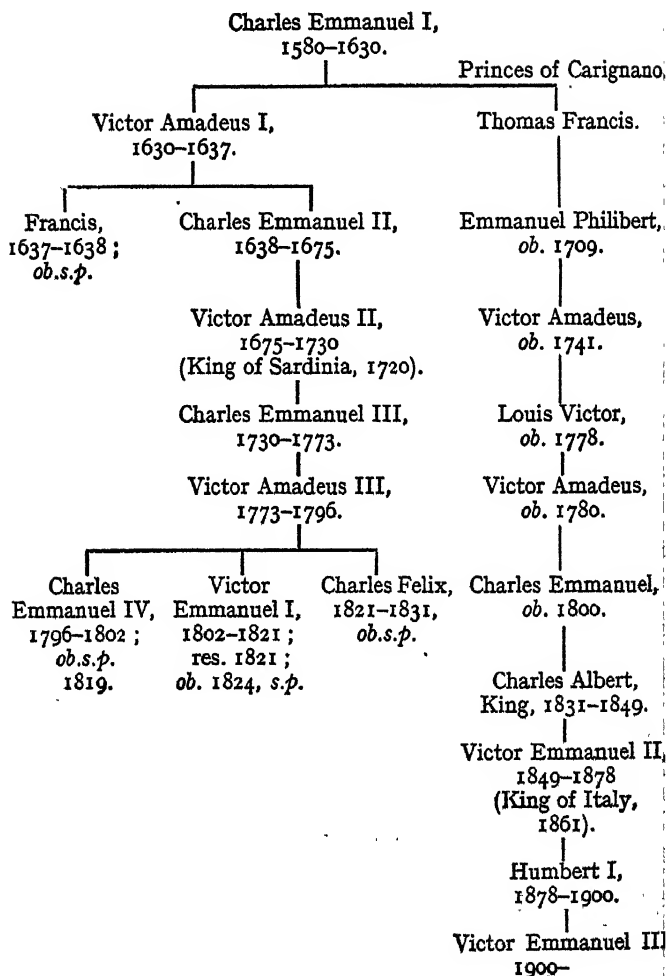 Charles Emmanuel I,
1580–1630.
Princes of Carignano,
Victor Amadeus I,
1630–1637.
Thomas Francis.
Francis,
1637–1638 ;
ob.s.p.
Charles Emmanuel II,
1638–1675.
Emmanuel Philibert,
ob. 1709.
Victor Amadeus II,
1675–1730
(King of Sardinia, 1720).
Victor Amadeus,
ob. 1741.
Charles Emmanuel III,
1730–1773.
Louis Victor,
ob. 1778.
Victor Amadeus III,
1773–1796.
Victor Amadeus,
ob. 1780.
Charles
Emmanuel IV,
1796–1802 ;
ob.s.p.
1819.
Victor
Emmanuel I,
1802–1821 ;
res. 1821 ;
ob. 1824, s.p.
Charles Felix,
1821–1831,
ob.s.p.
Charles Emmanuel,
ob. 1800.
Charles Albert,
King, 1831–1849.
Victor Emmanuel II,
1849–1878
(King of Italy,
1861).
Humbert I,
1878–1900.
Victor Emmanuel III
1900–